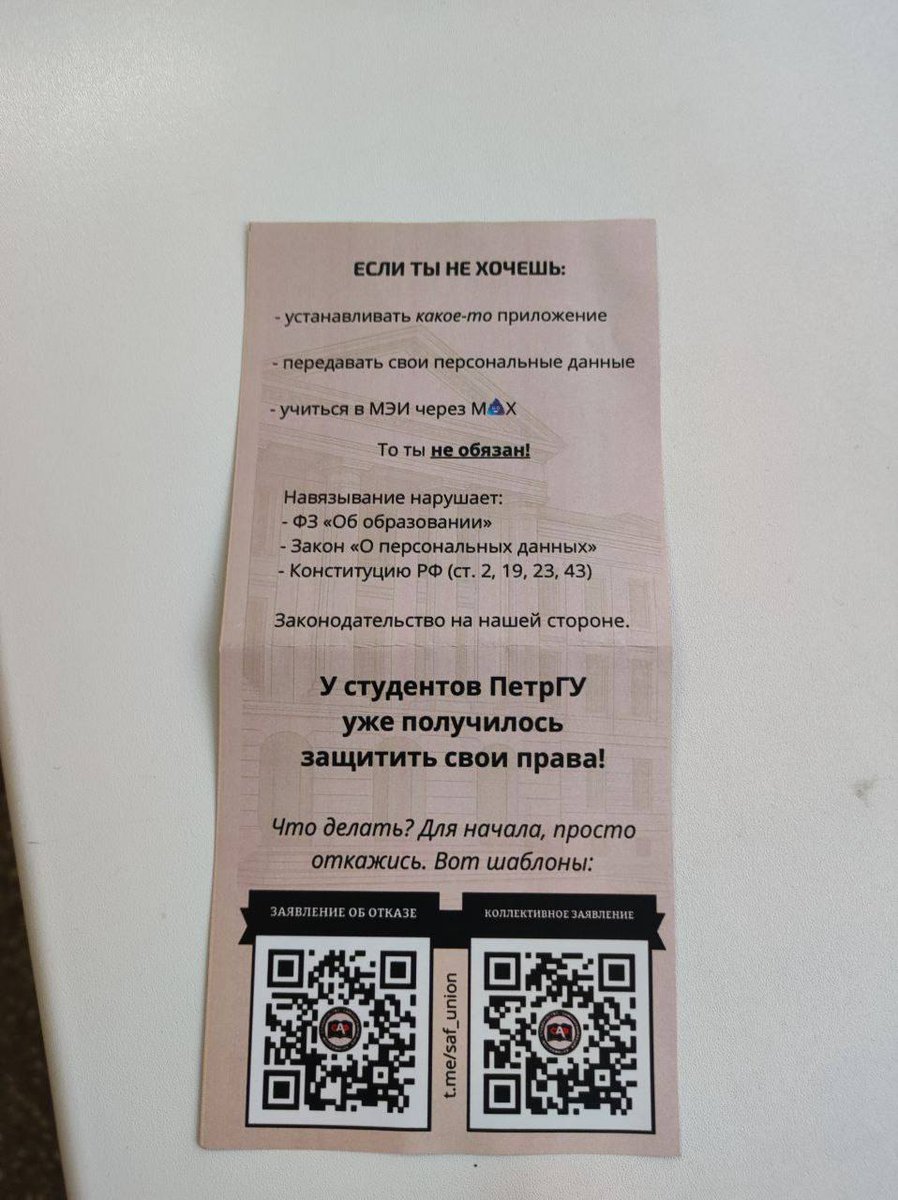 ЕСЛИ ТЫ НЕ ХОЧЕШЬ:
- устанавливать какое-то приложение
- передавать свои персональные данные
- учиться в МЭИ через MAX
То ты не обязан!
Навязывание нарушает:
- ФЗ «Об образовании»
- Закон «О персональных данных»
- Конституцию РФ (ст. 2, 19, 23, 43)
Законодательство на нашей стороне.
У студентов ПетрГУ
уже получилось
защитить свои права!
Что делать? Для начала, просто
откажись. Вот шаблоны:
ЗАЯВЛЕНИЕ ОБ ОТКАЗЕ
КОЛЛЕКТИВНОЕ ЗАЯВЛЕНИЕ
t.me/saf_union